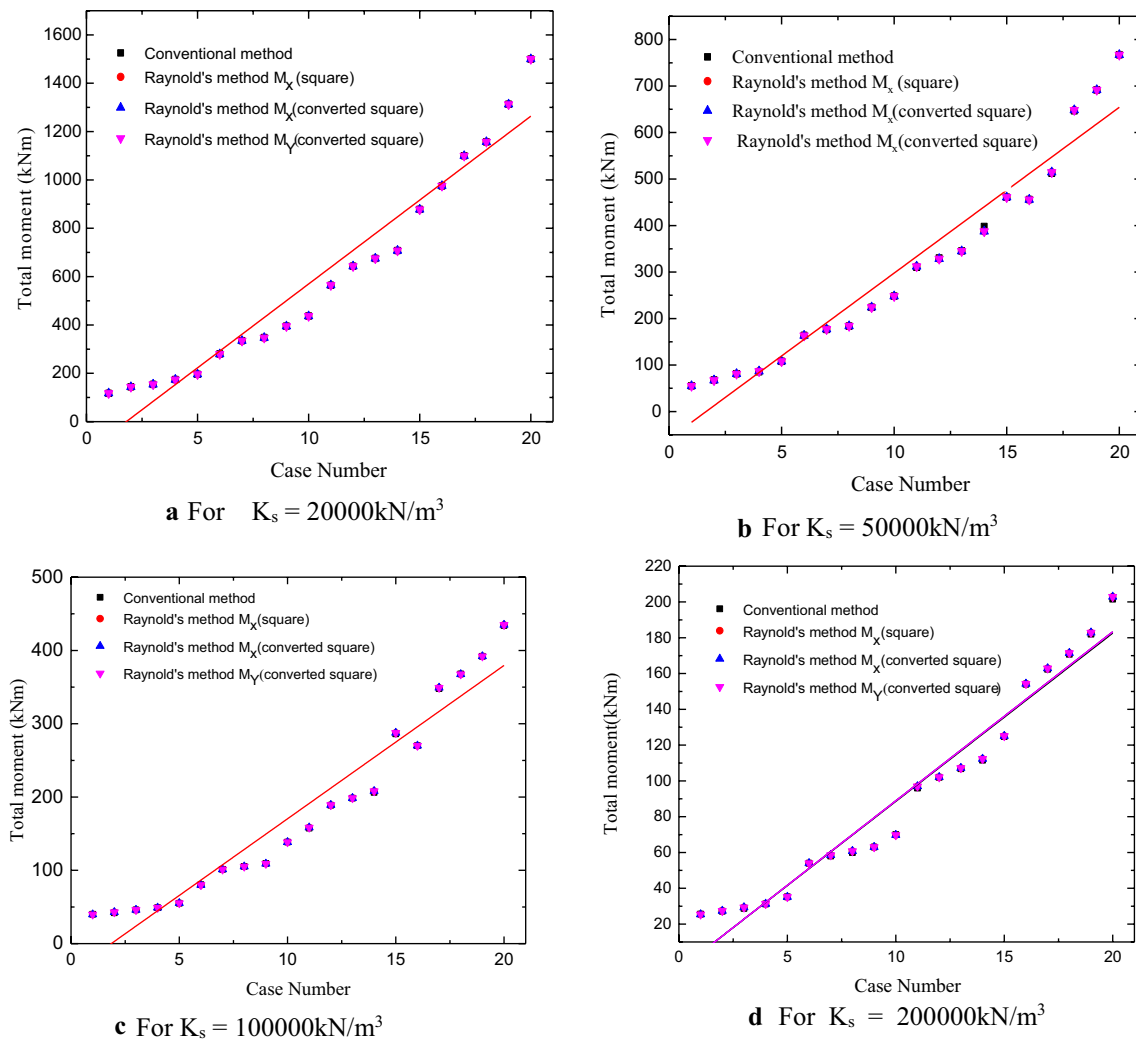 1600
1400
1200
1000
800
600
400
200
0
Total moment (kNm)
Conventional method
Raynold's method MX(square)
Raynold's method MX(converted square)
Raynold's method MY(converted square)
0 5 10 15 20
Case Number
a For Ks = 20000kN/m3
800
700
600
500
400
300
200
100
0
Total moment (kNm)
Conventional method
Raynold's method Mx(square)
Raynold's method Mx(converted square)
Raynold's method Mx(converted square)
0 5 10 15 20
Case Number
b For Ks = 50000kN/m3
500
400
300
200
100
0
Total moment (kNm)
Conventional method
Raynold's method MX(square)
Raynold's method MX(converted square)
Raynold's method MY(converted square)
0 5 10 15 20
Case Number
c For Ks = 100000kN/m3
220
200
180
160
140
120
100
80
60
40
20
Total moment(kNm)
Conventional method
Raynold's method MX(square)
Raynold's method MX(converted square)
Raynold's method MY(converted square)
0 5 10 15 20
Case Number
d For Ks = 200000kN/m3